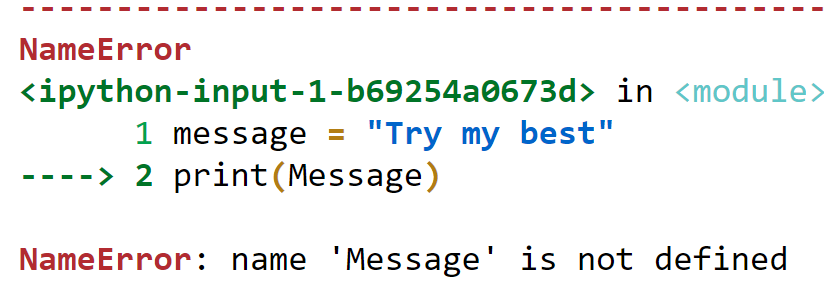 -------------------------------------------
NameError
<ipython-input-1-b69254a0673d> in <module>
      1 message = "Try my best"
----> 2 print(Message)

NameError: name 'Message' is not defined